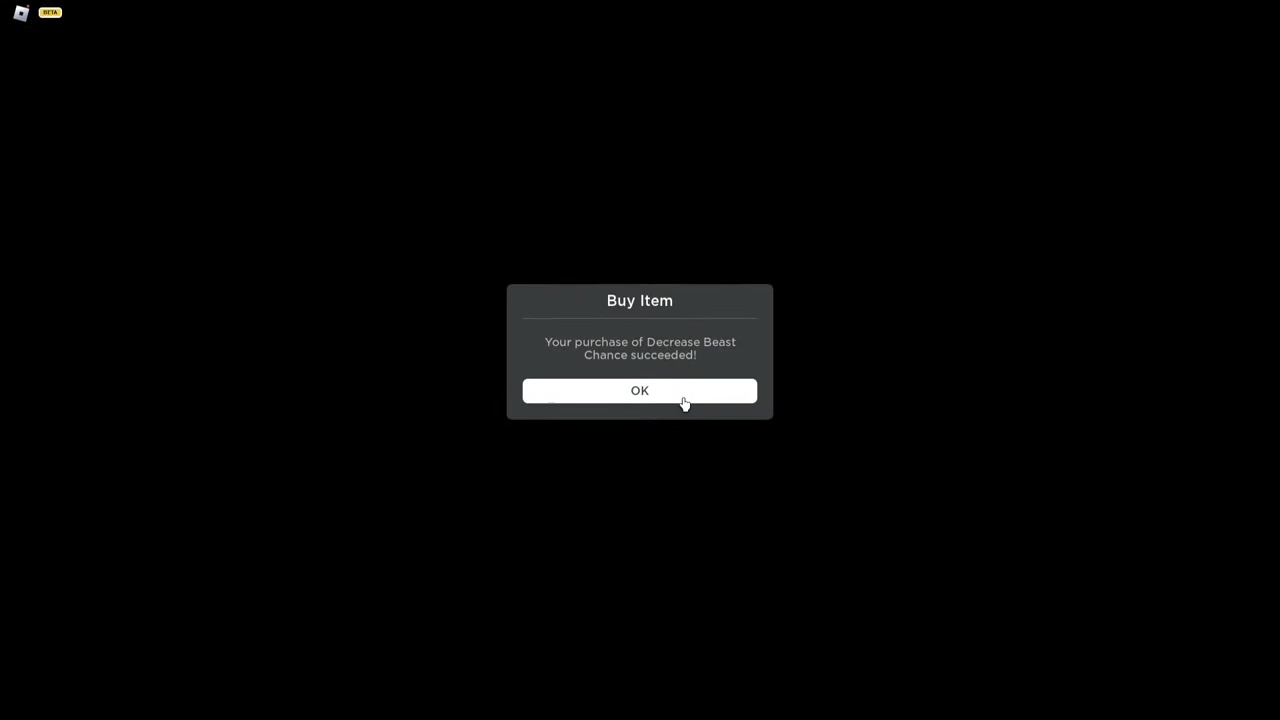 BETA
Buy Item
Your purchase of Decrease Beast
Chance succeeded!
OK